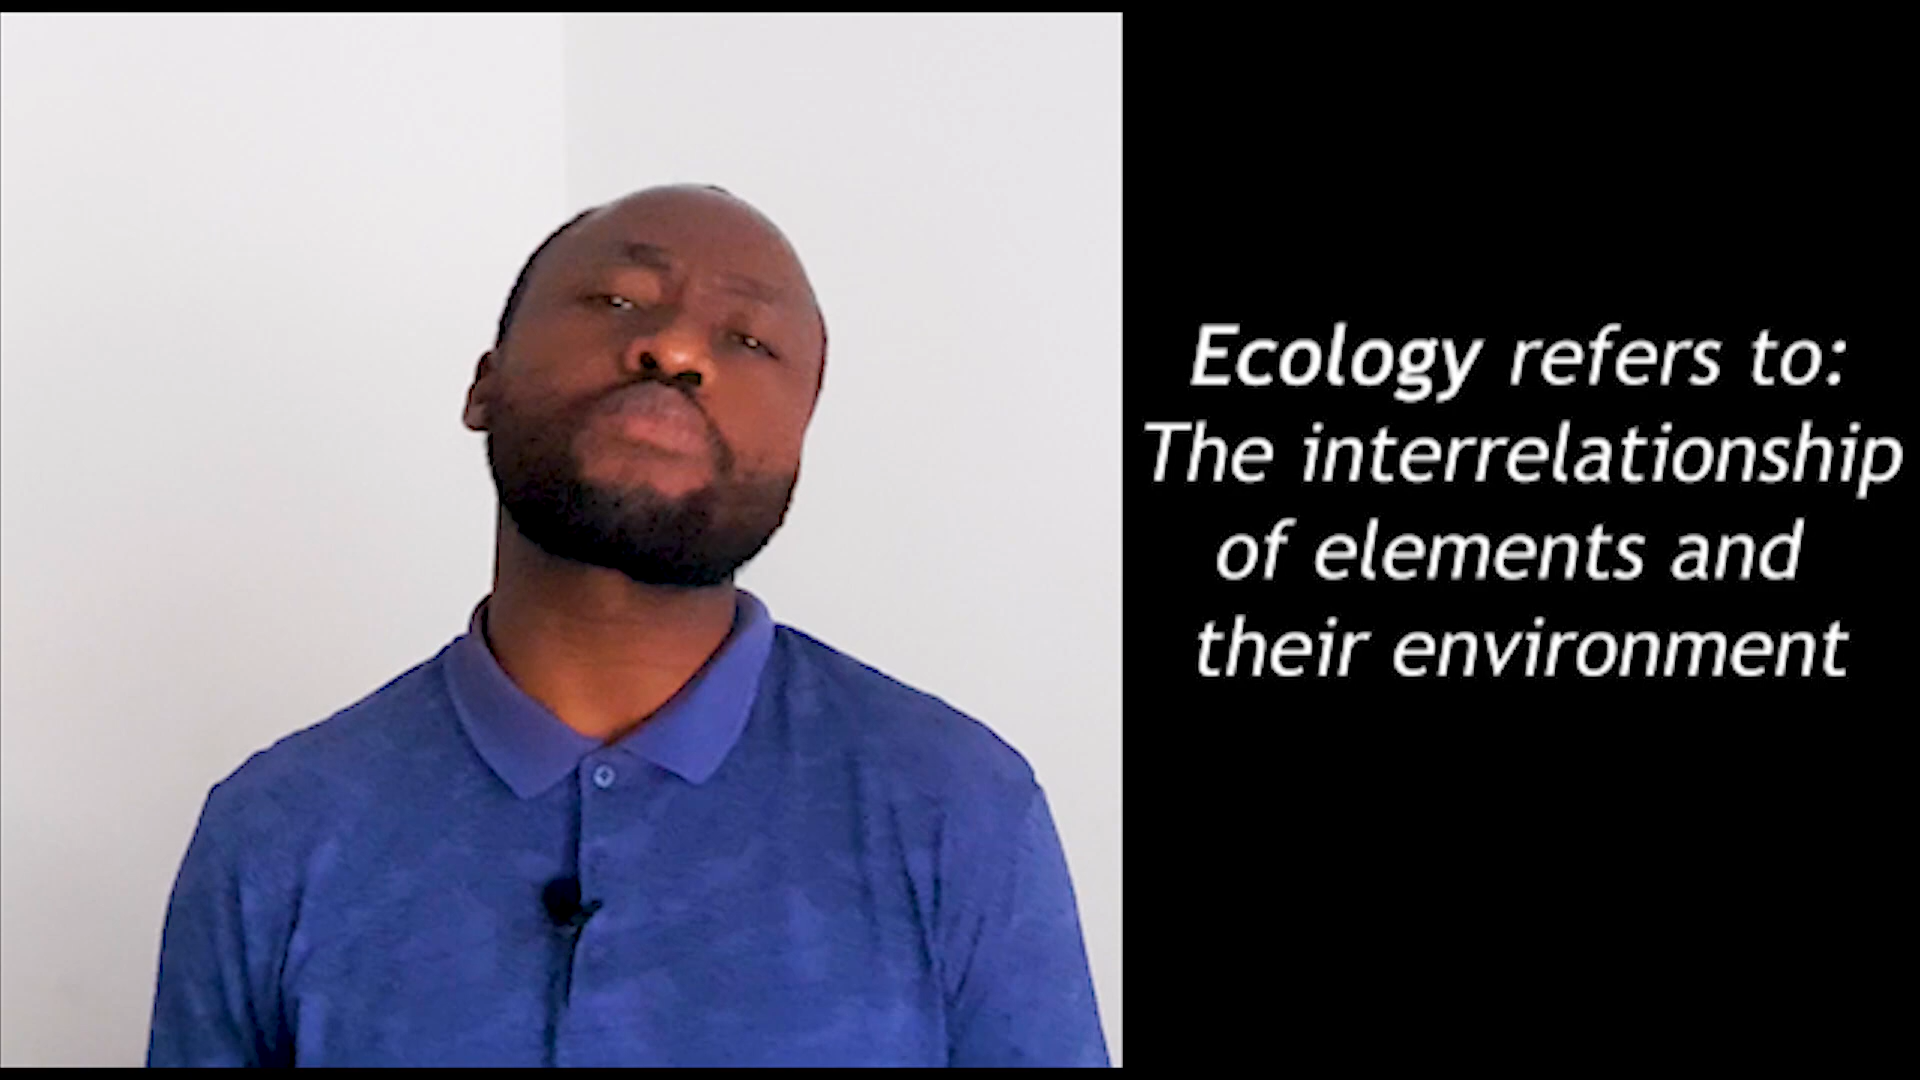 Ecology refers to:
The interrelationship
of elements and
their environment